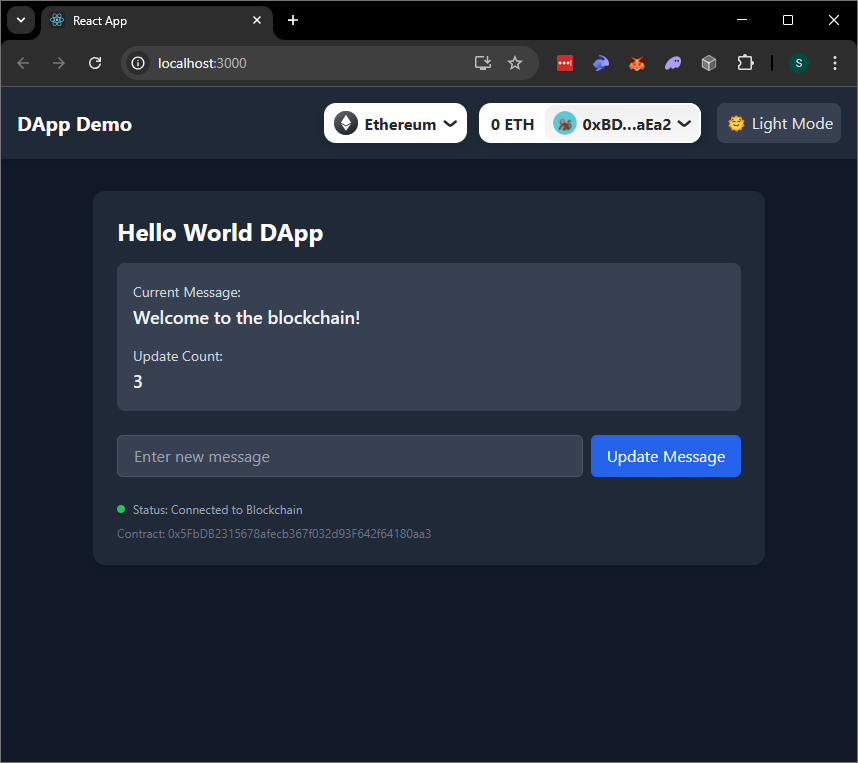 React App
localhost:3000
S
DApp Demo
Ethereum
0 ETH
0xBD...aEa2
Light Mode
Hello World DApp
Current Message:
Welcome to the blockchain!
Update Count:
3
Enter new message
Update Message
Status: Connected to Blockchain
Contract: 0x5FbDB2315678afecb367f032d93F642f64180aa3